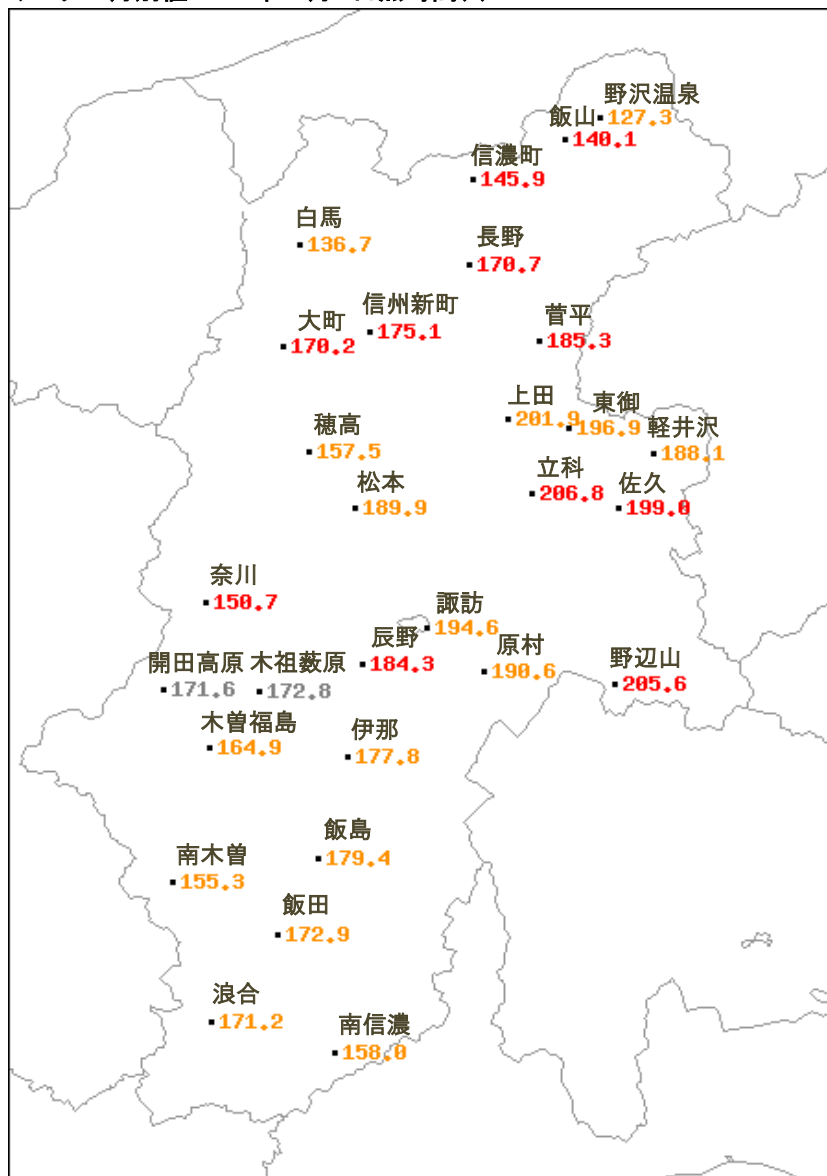 野沢温泉
127.3
飯山
140.1
信濃町
145.9
白馬
136.7
長野
170.7
信州新町
175.1
大町
170.2
菅平
185.3
上田
201.9
東御
196.9
軽井沢
188.1
穂高
157.5
松本
189.9
立科
206.8
佐久
199.0
奈川
150.7
諏訪
194.6
辰野
184.3
原村
190.6
野辺山
205.6
開田高原
171.6
木祖薮原
172.8
木曽福島
164.9
伊那
177.8
飯島
179.4
南木曽
155.3
飯田
172.9
浪合
171.2
南信濃
158.0